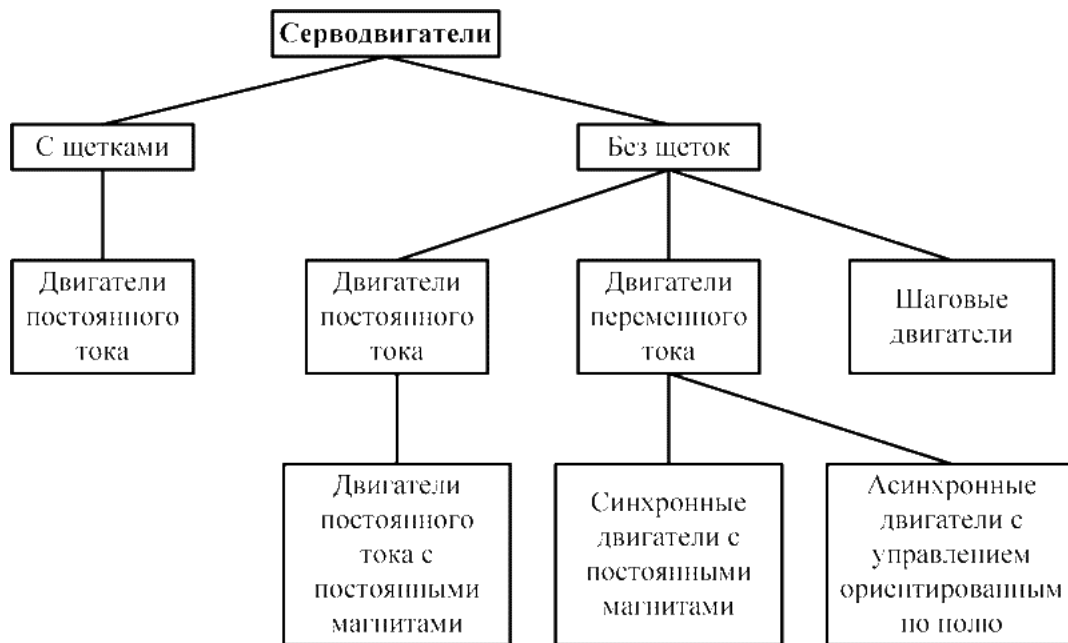 Серводвигатели
С щетками
Без щеток
Двигатели
постоянного
тока
Двигатели
постоянного
тока
Двигатели
переменного
тока
Шаговые
двигатели
Двигатели
постоянного
тока с
постоянными
магнитами
Синхронные
двигатели с
постоянными
магнитами
Асинхронные
двигатели с
управлением
ориентированным
по полю